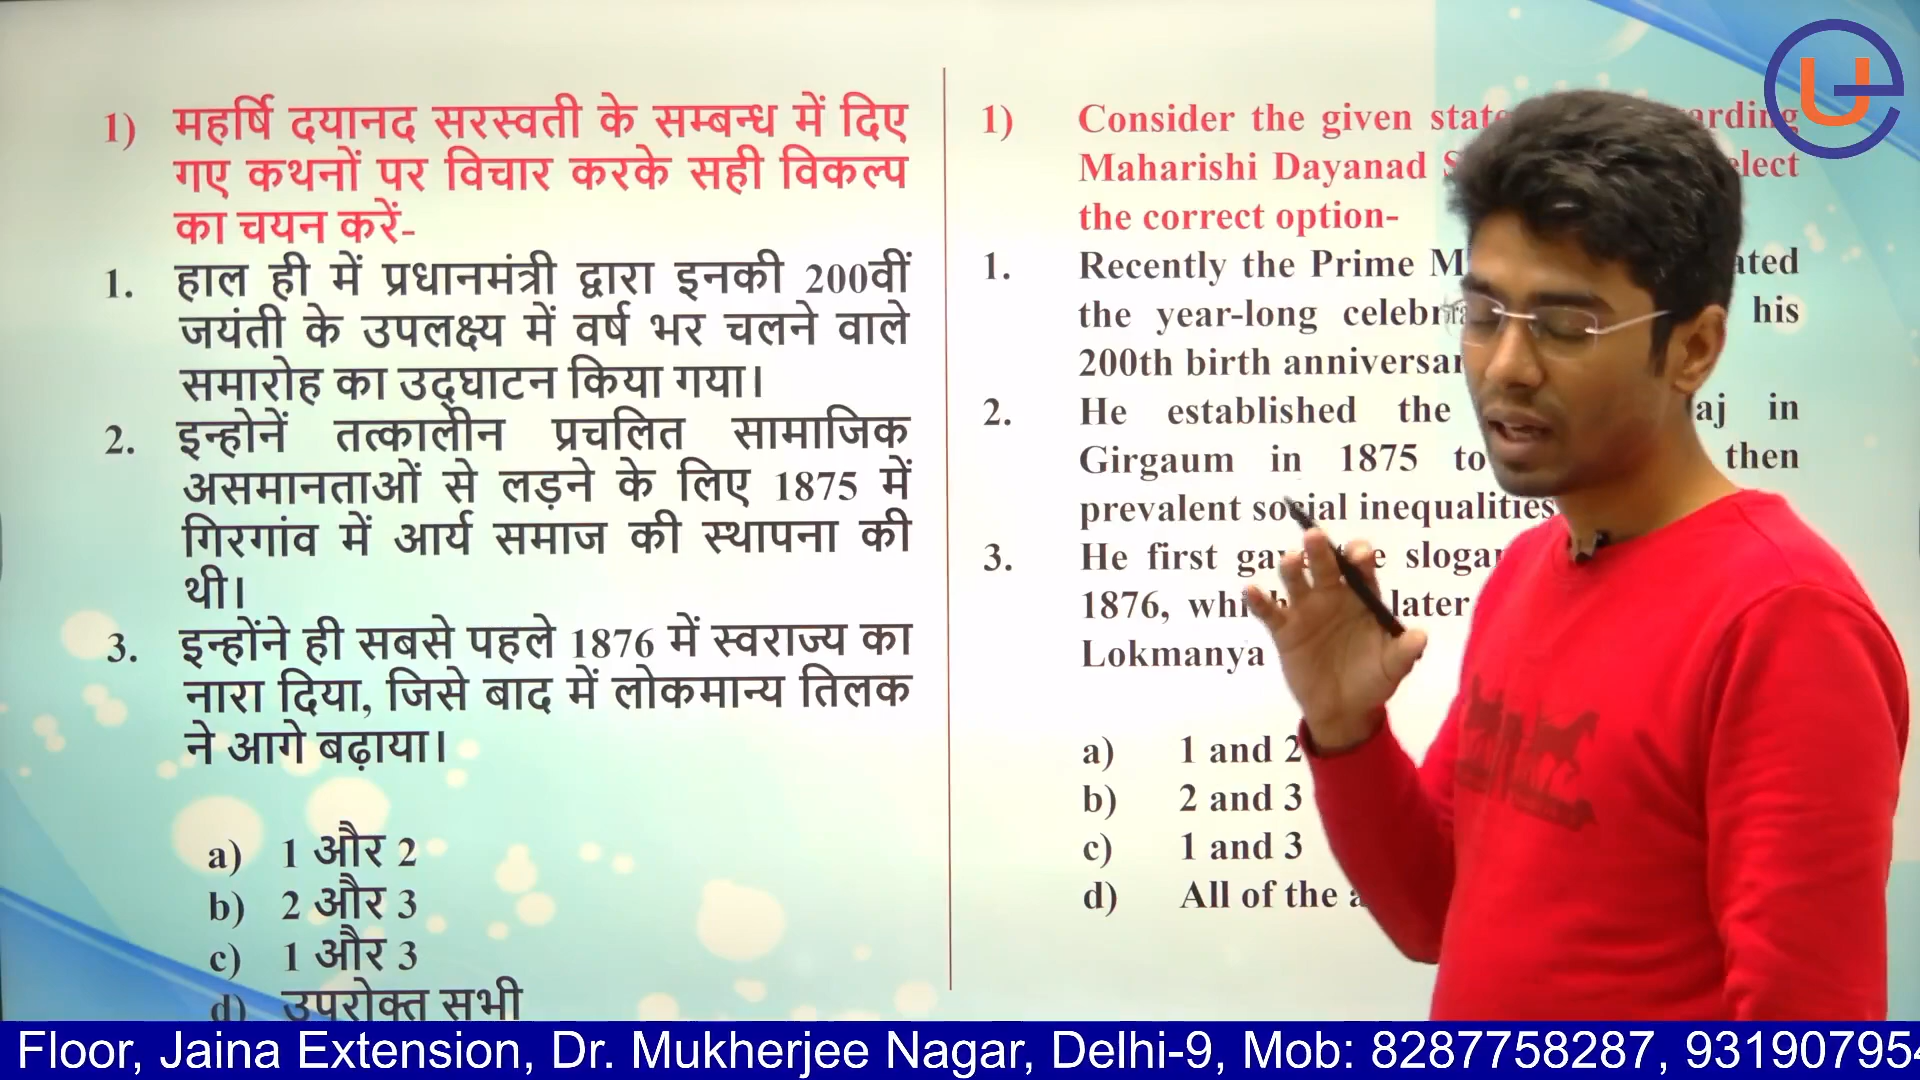 1) महर्षि दयानद सरस्वती के सम्बन्ध में दिए
गए कथनों पर विचार करके सही विकल्प
का चयन करें-
1. हाल ही में प्रधानमंत्री द्वारा इनकी 200वीं
जयंती के उपलक्ष्य में वर्ष भर चलने वाले
समारोह का उद्घाटन किया गया।
2. इन्होनें तत्कालीन प्रचलित सामाजिक
असमानताओं से लड़ने के लिए 1875 में
गिरगांव में आर्य समाज की स्थापना की
थी।
3. इन्होंने ही सबसे पहले 1876 में स्वराज्य का
नारा दिया, जिसे बाद में लोकमान्य तिलक
ने आगे बढ़ाया।
a) 1 और 2
b) 2 और 3
c) 1 और 3
d) उपरोक्त सभी
1) Consider the given
Maharishi Dayanad
the correct option-
1. Recently the Prime
the year-long his
200th birth
2. He established the in
Girgaum in 1875 to then
prevalent social inequalities
3. He first
1876, later
Lokmanya
a) 1 and 2
b) 2 and 3
c) 1 and 3
d) All of the
Ue
Floor, Jaina Extension, Dr. Mukherjee Nagar, Delhi-9, Mob: 8287758287, 93190795